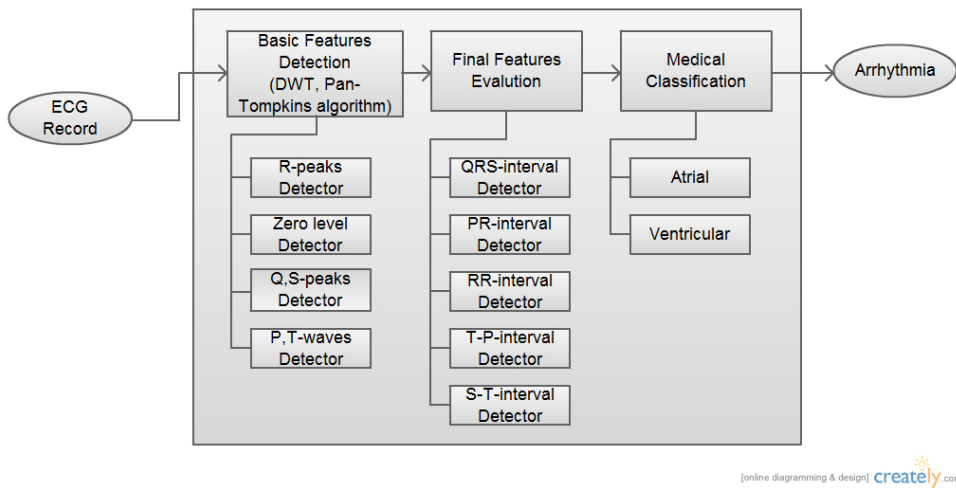 ECG
Record
Basic Features
Detection
(DWT, Pan-
Tompkins algorithm)
R-peaks
Detector
Zero level
Detector
Q,S-peaks
Detector
P,T-waves
Detector
Final Features
Evalution
QRS-interval
Detector
PR-interval
Detector
RR-interval
Detector
T-P-interval
Detector
S-T-interval
Detector
Medical
Classification
Atrial
Ventricular
Arrhythmia
[online diagramming & design] creately.com